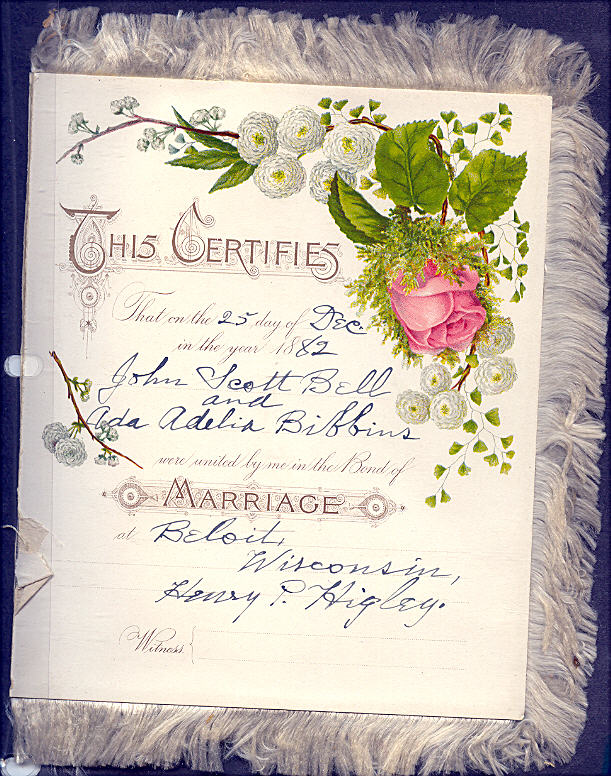 THIS CERTIFIES
That on the 25 day of Dec.
in the year 1882
John Scott Bell
and
Ada Adelia Bibbins
were united by me in the Bond of
MARRIAGE
at Beloit,
Wisconsin,
Henry P. Higley.
Witness